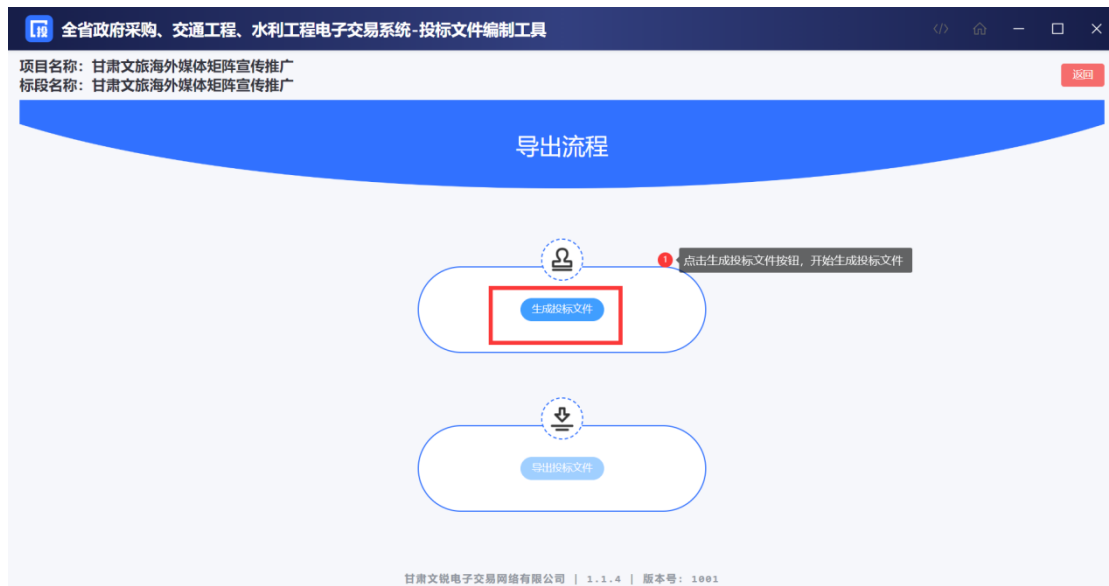 投 全省政府采购、交通工程、水利工程电子交易系统-投标文件编制工具
项目名称：甘肃文旅海外媒体矩阵宣传推广
返回
标段名称：甘肃文旅海外媒体矩阵宣传推广
导出流程
1 点击生成投标文件按钮，开始生成投标文件
生成投标文件
导出投标文件
甘肃文锐电子交易网络有限公司 | 1.1.4 | 版本号: 1001